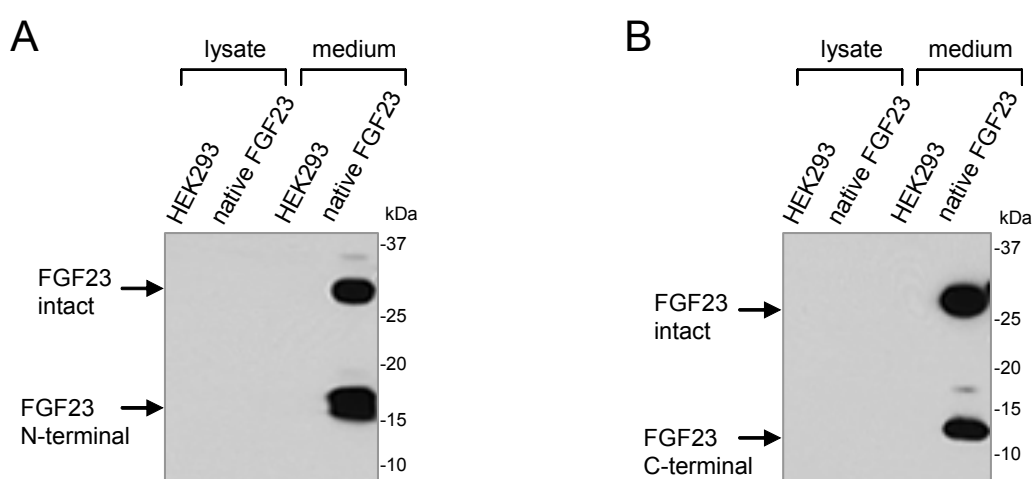 A
lysate
medium
HEK293
native FGF23
HEK293
native FGF23
kDa
-37
FGF23
intact
-25
-20
FGF23
N-terminal
-15
-10
B
lysate
medium
HEK293
native FGF23
HEK293
native FGF23
kDa
-37
FGF23
intact
-25
-20
-15
FGF23
C-terminal
-10